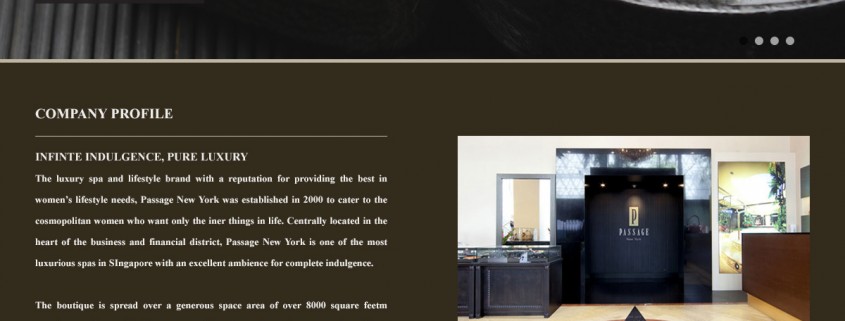 COMPANY PROFILE
INFINTE INDULGENCE, PURE LUXURY
The luxury spa and lifestyle brand with a reputation for providing the best in
women's lifestyle needs, Passage New York was established in 2000 to cater to the
cosmopolitan women who want only the iner things in life. Centrally located in the
heart of the business and financial district, Passage New York is one of the most
luxurious spas in SIngapore with an excellent ambience for complete indulgence.
The boutique is spread over a generous space area of over 8000 square feetm
P
PASSAGE
New York